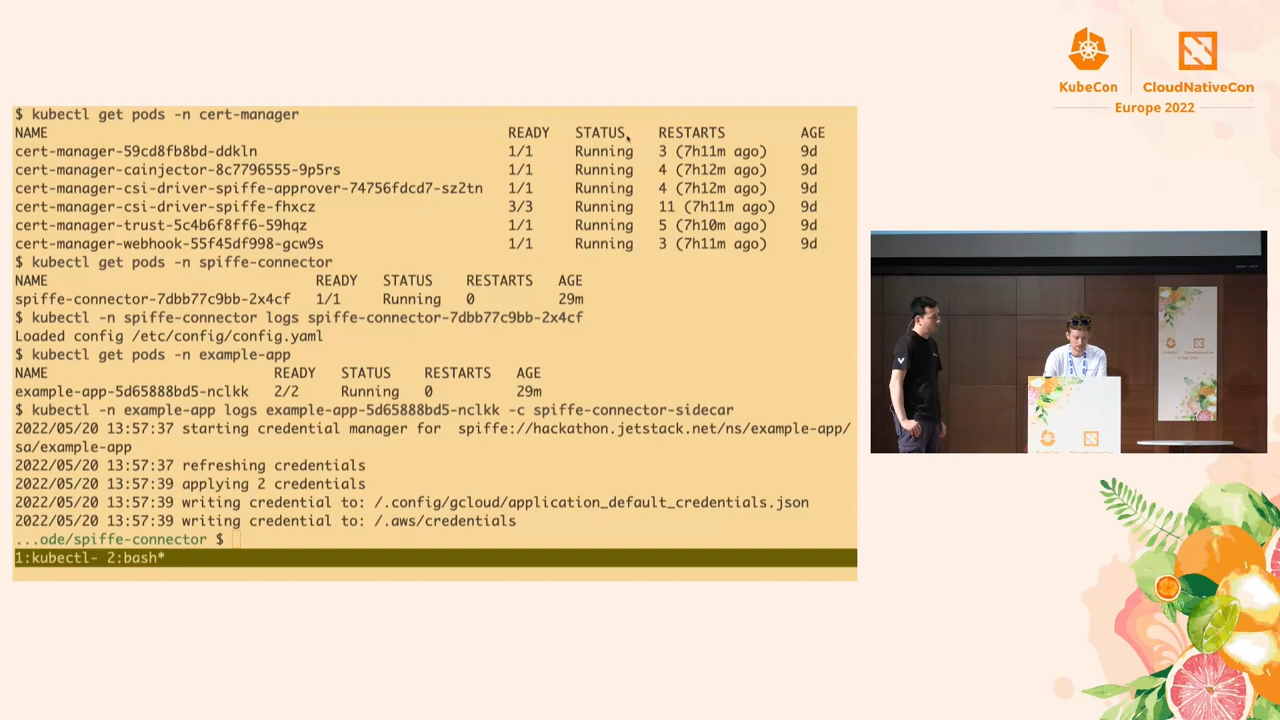 KubeCon
CloudNativeCon
Europe 2022
$ kubectl get pods -n cert-manager
NAME READY STATUS RESTARTS AGE
cert-manager-59cd8fb8bd-ddkln 1/1 Running 3 (7h11m ago) 9d
cert-manager-cainjector-8c7796555-9p5rs 1/1 Running 4 (7h12m ago) 9d
cert-manager-csi-driver-spiffe-approver-74756fdcd7-sz2tn 1/1 Running 4 (7h12m ago) 9d
cert-manager-csi-driver-spiffe-fhxcz 3/3 Running 11 (7h11m ago) 9d
cert-manager-trust-5c4b6f8ff6-59hqz 1/1 Running 5 (7h10m ago) 9d
cert-manager-webhook-55f45df998-gcw9s 1/1 Running 3 (7h11m ago) 9d
$ kubectl get pods -n spiffe-connector
NAME READY STATUS RESTARTS AGE
spiffe-connector-7dbb77c9bb-2x4cf 1/1 Running 0 29m
$ kubectl -n spiffe-connector logs spiffe-connector-7dbb77c9bb-2x4cf
Loaded config /etc/config/config.yaml
$ kubectl get pods -n example-app
NAME READY STATUS RESTARTS AGE
example-app-5d65888bd5-nclkk 2/2 Running 0 29m
$ kubectl -n example-app logs example-app-5d65888bd5-nclkk -c spiffe-connector-sidecar
2022/05/20 13:57:37 starting credential manager for  spiffe://hackathon.jetstack.net/ns/example-app/
sa/example-app
2022/05/20 13:57:37 refreshing credentials
2022/05/20 13:57:39 applying 2 credentials
2022/05/20 13:57:39 writing credential to: /.config/gcloud/application_default_credentials.json
2022/05/20 13:57:39 writing credential to: /.aws/credentials
...ode/spiffe-connector $
1:kubectl- 2:bash*